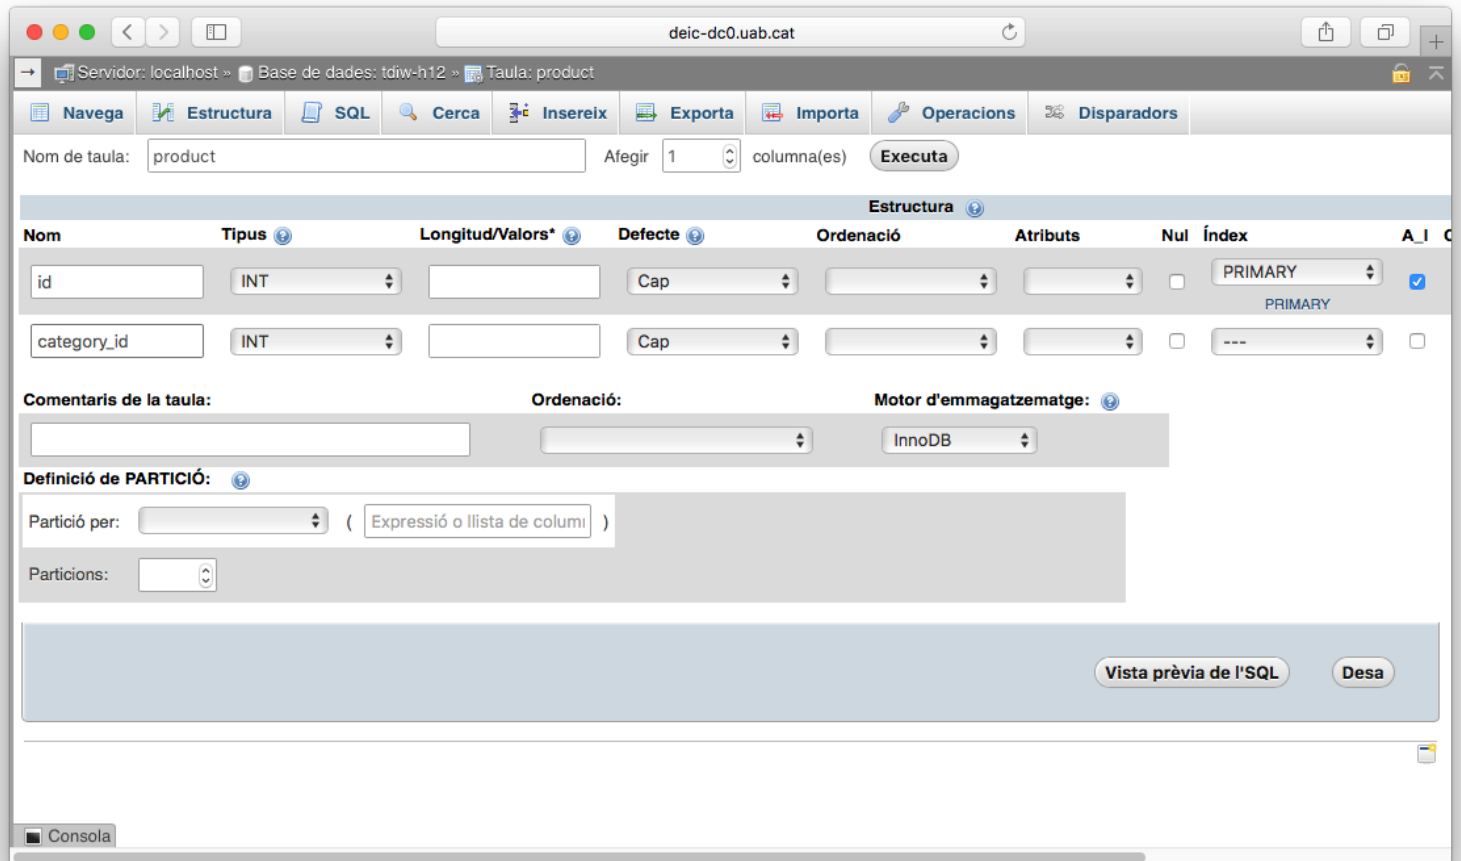 deic-dc0.uab.cat
Servidor: localhost » Base de dades: tdiw-h12 » Taula: product
Navega Estructura SQL Cerca Insereix Exporta Importa Operacions Disparadors
Nom de taula: product Afegir 1 columna(es) Executa
Estructura
Nom Tipus Longitud/Valors* Defecte Ordenació Atributs Nul Índex A_I
id INT Cap PRIMARY
PRIMARY
category_id INT Cap ---
Comentaris de la taula: Ordenació: Motor d'emmagatzematge:
InnoDB
Definició de PARTICIÓ:
Partició per: ( Expressió o llista de colum )
Particions:
Vista prèvia de l'SQL Desa
Consola